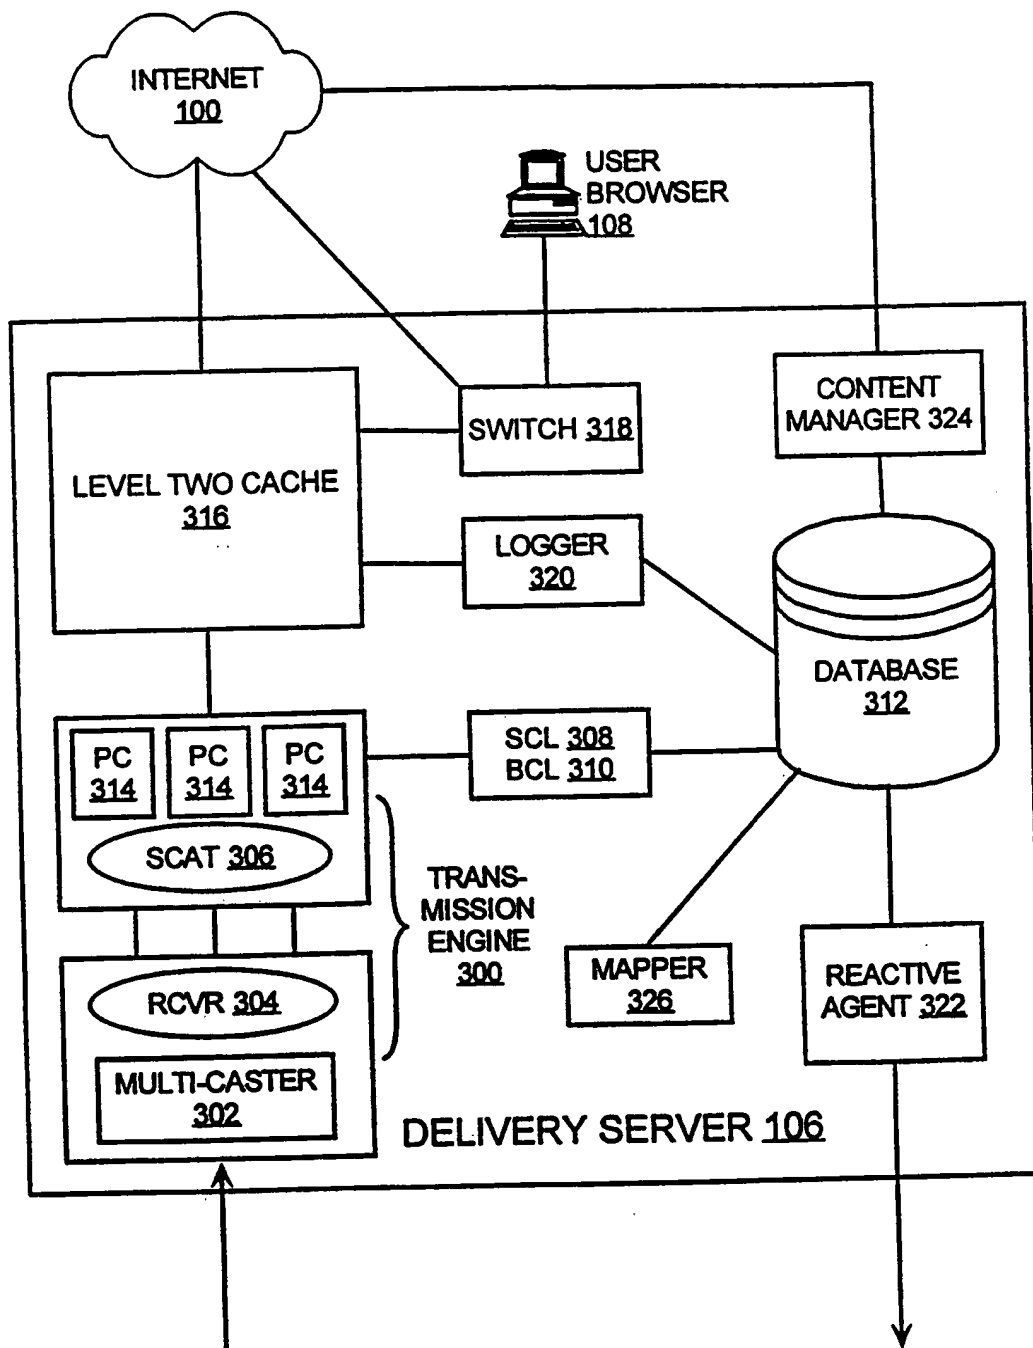 INTERNET
100
USER
BROWSER
108
CONTENT
MANAGER 324
SWITCH 318
LEVEL TWO CACHE
316
LOGGER
320
DATABASE
312
PC
314
PC
314
PC
314
SCL 308
BCL 310
SCAT 306
TRANS-
MISSION
ENGINE
300
RCVR 304
MAPPER
326
REACTIVE
AGENT 322
MULTI-CASTER
302
DELIVERY SERVER 106